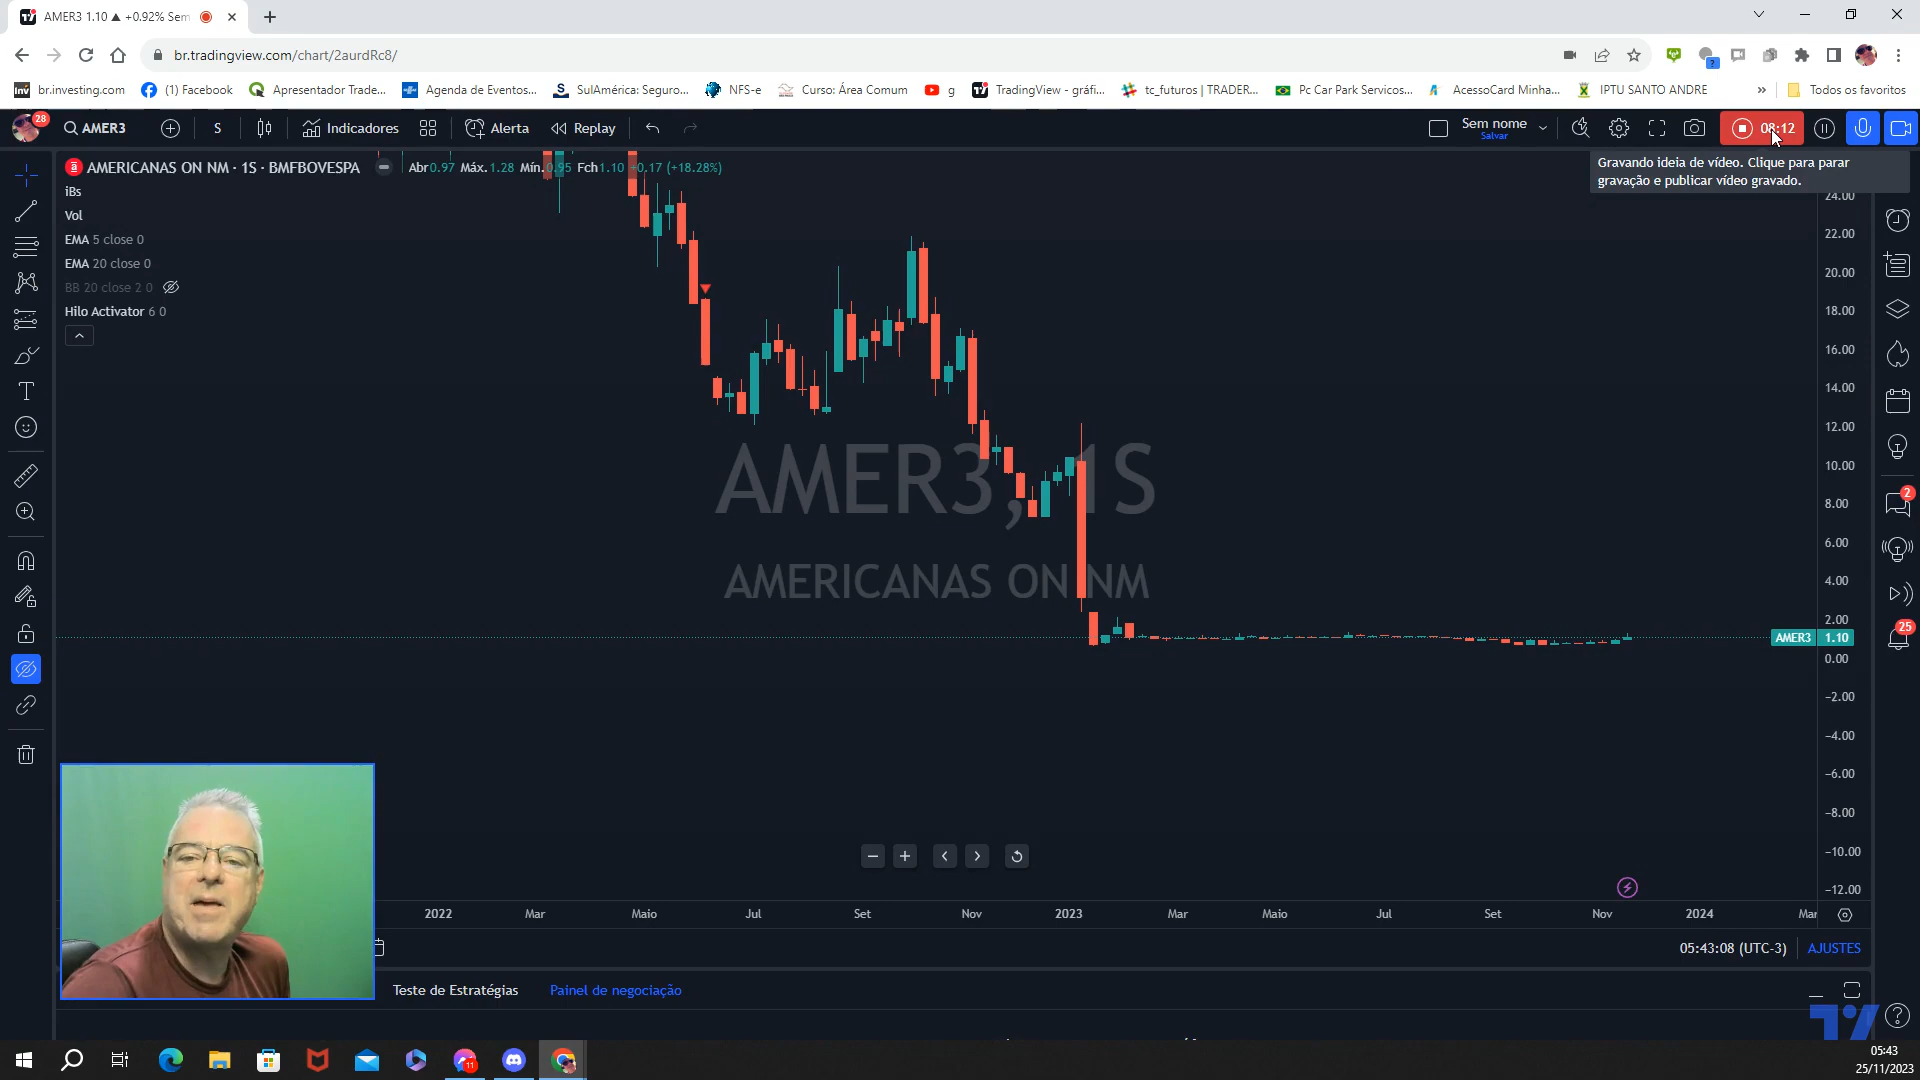 AMER3 1.10 ▲ +0.92% Sem
br.tradingview.com/chart/2aurdRc8/
br.investing.com
(1) Facebook
Apresentador Trade...
Agenda de Eventos...
SulAmérica: Seguro...
NFS-e
Curso: Área Comum
g
TradingView - gráfi...
tc_futuros | TRADER...
Pc Car Park Servicos...
AcessoCard Minha...
IPTU SANTO ANDRE
»
Todos os favoritos
28
AMER3
S
Indicadores
Alerta
Replay
Sem nome
Salvar
08:12
Gravando ideia de vídeo. Clique para parar
gravação e publicar vídeo gravado.
AMERICANAS ON NM · 1S · BMFBOVESPA
Abr0.97 Máx.1.28 Mín.0.95 Fch1.10 +0.17 (+18.28%)
iBs
Vol
EMA 5 close 0
EMA 20 close 0
BB 20 close 2 0
Hilo Activator 6 0
AMER3, 1S
AMERICANAS ON NM
24.00
22.00
20.00
18.00
16.00
14.00
12.00
10.00
8.00
6.00
4.00
2.00
AMER3 1.10
0.00
−2.00
−4.00
−6.00
−8.00
−10.00
−12.00
2
25
2022
Mar
Maio
Jul
Set
Nov
2023
Mar
Maio
Jul
Set
Nov
2024
Mar
05:43:08 (UTC-3)
AJUSTES
Teste de Estratégias
Painel de negociação
11
05:43
25/11/2023